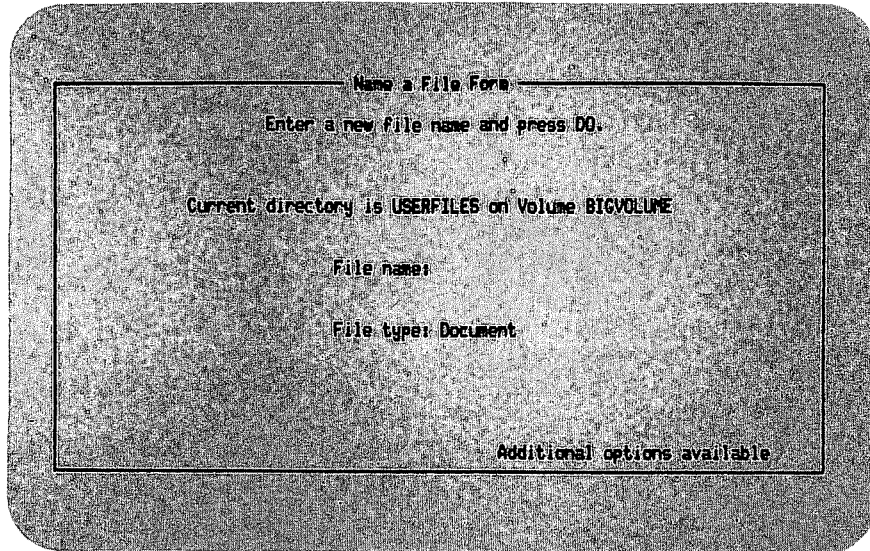 Name a File Form
Enter a new file name and press DO.
Current directory is USERFILES on Volume BIGVOLUME
File name:
File type: Document
Additional options available